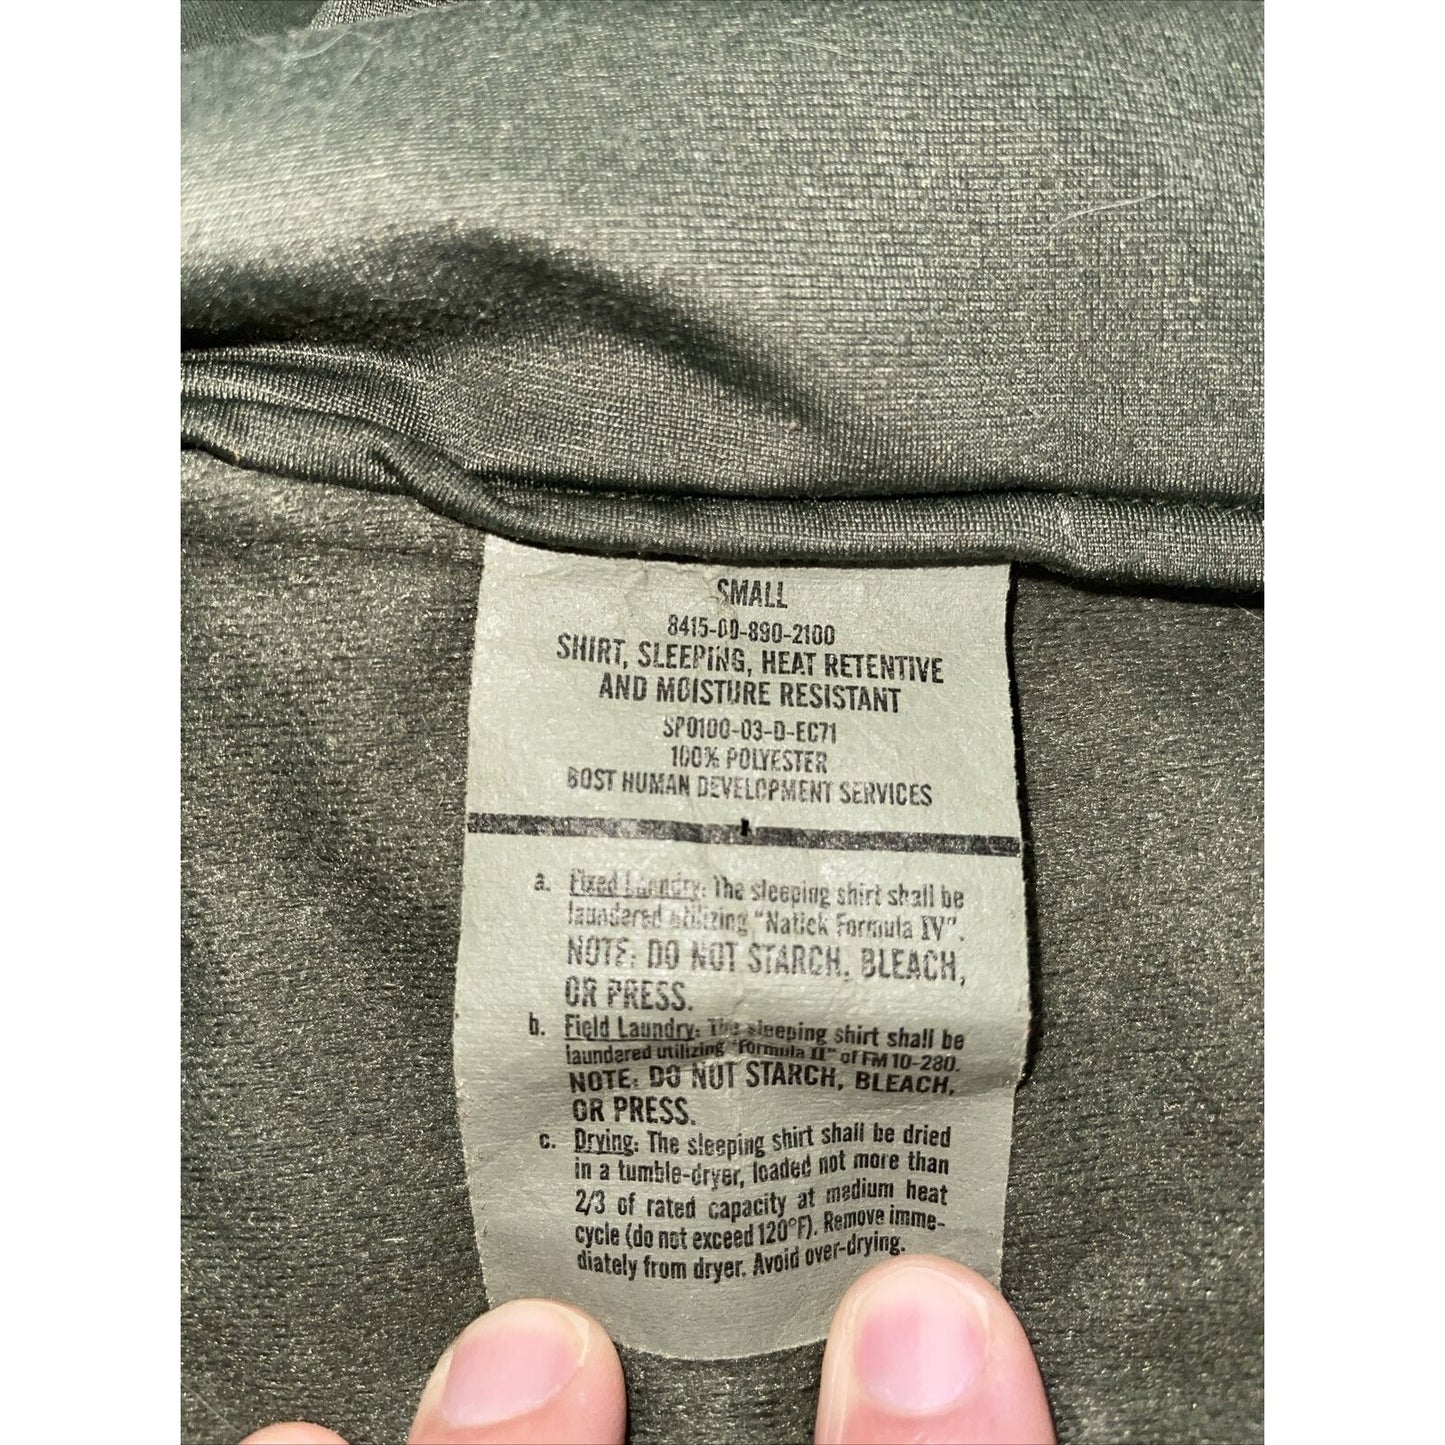 SMALL
8415-00-890-2100
SHIRT, SLEEPING, HEAT RETENTIVE
AND MOISTURE RESISTANT
SP0100-03-D-EC71
100% POLYESTER
BOST HUMAN DEVELOPMENT SERVICES
a. Fixed Laundry: The sleeping shirt shall be
laundered utilizing "Natick Formula IV".
NOTE: DO NOT STARCH, BLEACH,
OR PRESS.
b. Field Laundry: The sleeping shirt shall be
laundered utilizing "Formula II" of FM 10-280.
NOTE: DO NOT STARCH, BLEACH,
OR PRESS.
c. Drying: The sleeping shirt shall be dried
in a tumble-dryer, loaded not more than
2/3 of rated capacity at medium heat
cycle (do not exceed 120°F). Remove imme-
diately from dryer. Avoid over-drying.